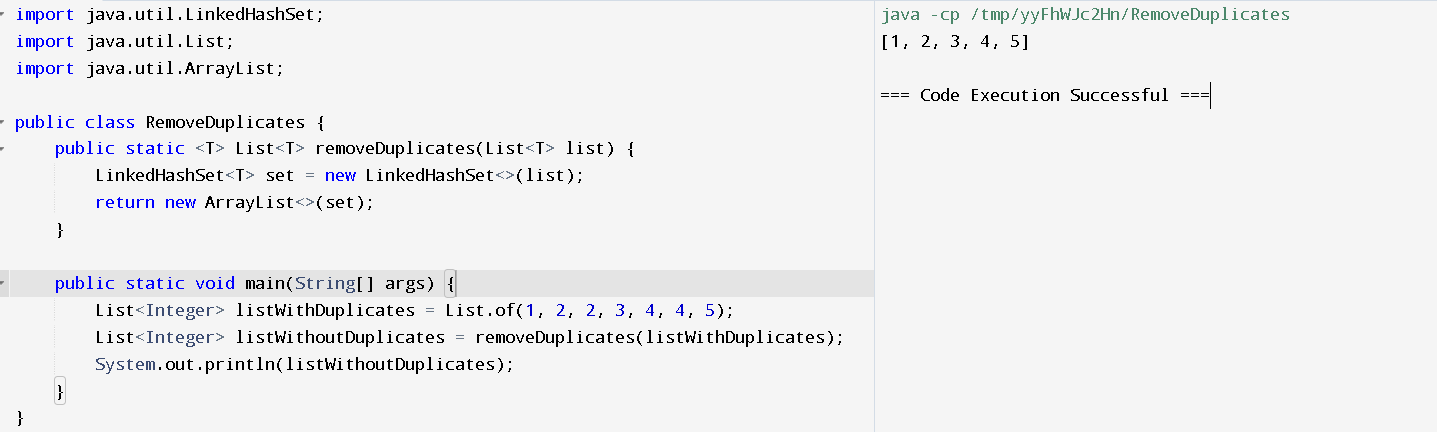 import java.util.LinkedHashSet;
import java.util.List;
import java.util.ArrayList;

public class RemoveDuplicates {
    public static <T> List<T> removeDuplicates(List<T> list) {
        LinkedHashSet<T> set = new LinkedHashSet<>(list);
        return new ArrayList<>(set);
    }

    public static void main(String[] args) {
        List<Integer> listWithDuplicates = List.of(1, 2, 2, 3, 4, 4, 5);
        List<Integer> listWithoutDuplicates = removeDuplicates(listWithDuplicates);
        System.out.println(listWithoutDuplicates);
    }
}
java -cp /tmp/yyFhWJc2Hn/RemoveDuplicates
[1, 2, 3, 4, 5]

=== Code Execution Successful ===